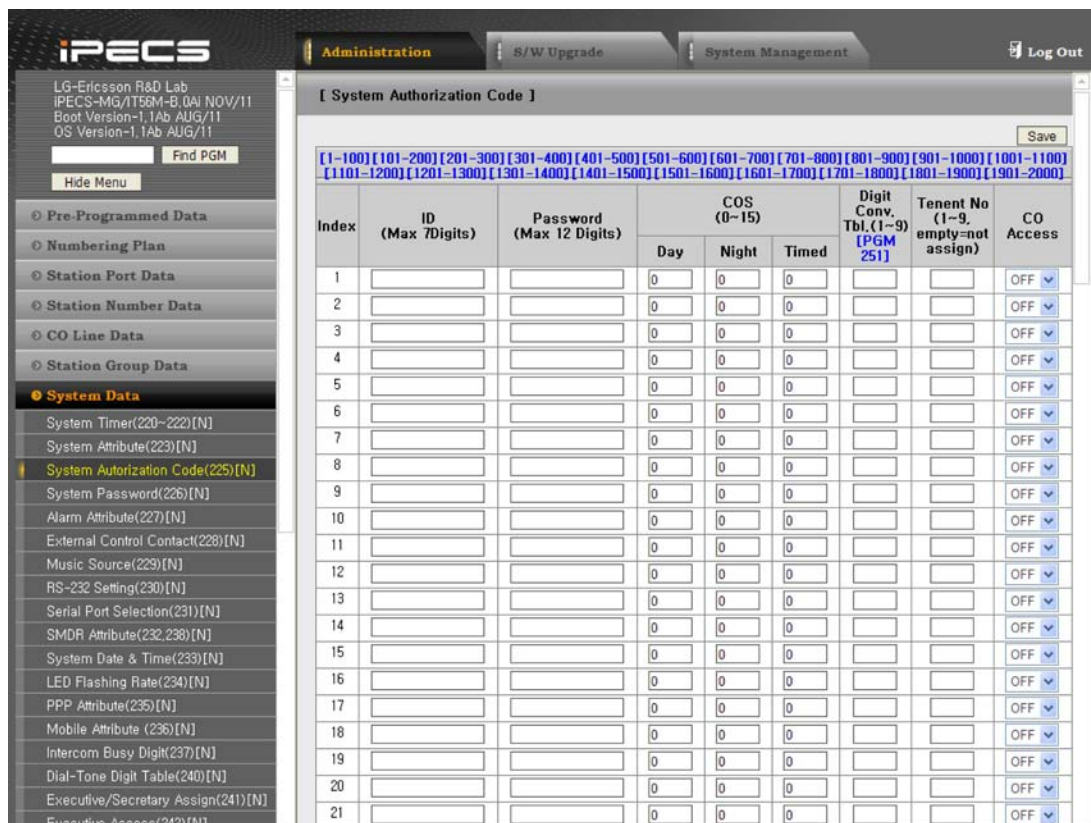 iPECS
Administration
S/W Upgrade
System Management
Log Out
LG-Ericsson R&D Lab
iPECS-MG/IT56M-B,0Ai NOV/11
Boot Version-1,1Ab AUG/11
OS Version-1,1Ab AUG/11
Find PGM
Hide Menu
Pre-Programmed Data
Numbering Plan
Station Port Data
Station Number Data
CO Line Data
Station Group Data
System Data
System Timer(220~222)[N]
System Attribute(223)[N]
System Autorization Code(225)[N]
System Password(226)[N]
Alarm Attribute(227)[N]
External Control Contact(228)[N]
Music Source(229)[N]
RS-232 Setting(230)[N]
Serial Port Selection(231)[N]
SMDR Attribute(232,238)[N]
System Date & Time(233)[N]
LED Flashing Rate(234)[N]
PPP Attribute(235)[N]
Mobile Attribute (236)[N]
Intercom Busy Digit(237)[N]
Dial-Tone Digit Table(240)[N]
Executive/Secretary Assign(241)[N]
Executive Access(242)[N]
[ System Authorization Code ]
Save
[1-100][101-200][201-300][301-400][401-500][501-600][601-700][701-800][801-900][901-1000][1001-1100]
[1101-1200][1201-1300][1301-1400][1401-1500][1501-1600][1601-1700][1701-1800][1801-1900][1901-2000]
Index
ID
(Max 7Digits)
Password
(Max 12 Digits)
COS
(0~15)
Day
Night
Timed
Digit
Conv.
Tbl.(1~9)
[PGM
251]
Tenent No
(1~9,
empty=not
assign)
CO
Access
1 0 0 0 OFF
2 0 0 0 OFF
3 0 0 0 OFF
4 0 0 0 OFF
5 0 0 0 OFF
6 0 0 0 OFF
7 0 0 0 OFF
8 0 0 0 OFF
9 0 0 0 OFF
10 0 0 0 OFF
11 0 0 0 OFF
12 0 0 0 OFF
13 0 0 0 OFF
14 0 0 0 OFF
15 0 0 0 OFF
16 0 0 0 OFF
17 0 0 0 OFF
18 0 0 0 OFF
19 0 0 0 OFF
20 0 0 0 OFF
21 0 0 0 OFF